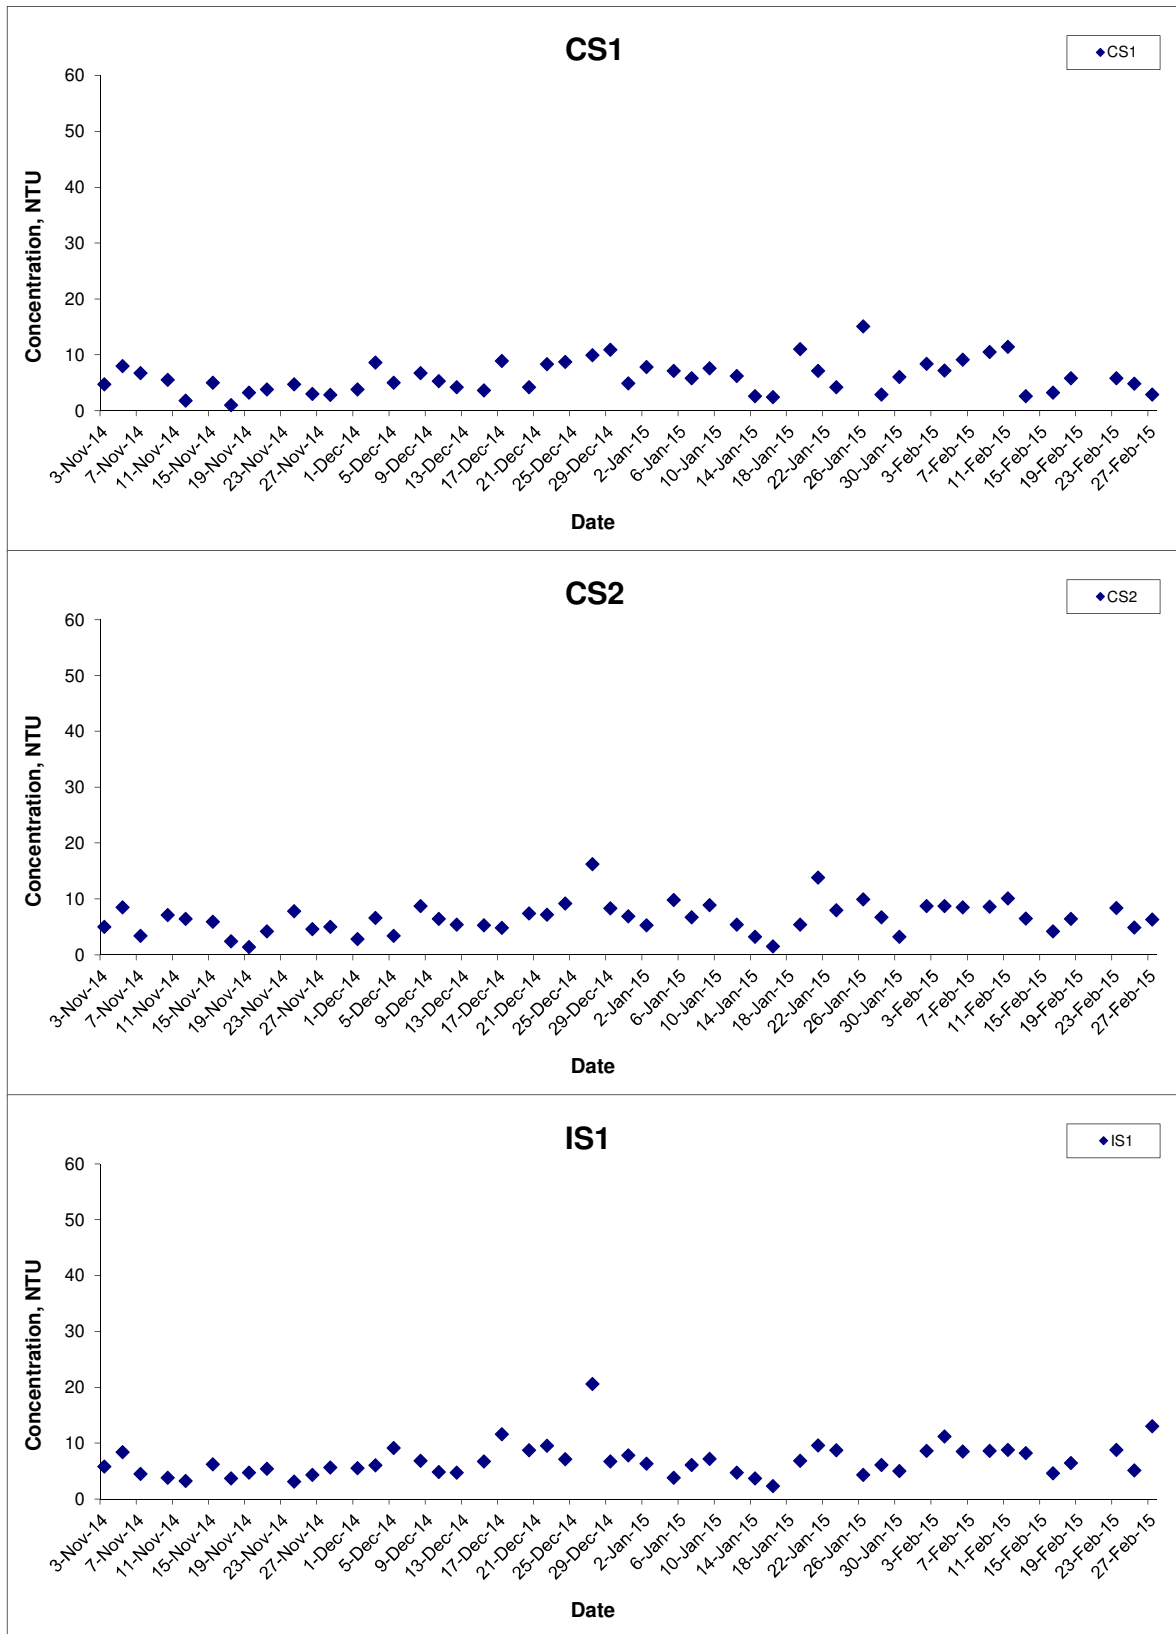 CS1
CS1
60
50
40
30
20
10
0
Concentration, NTU
3-Nov-14
7-Nov-14
11-Nov-14
15-Nov-14
19-Nov-14
23-Nov-14
27-Nov-14
1-Dec-14
5-Dec-14
9-Dec-14
13-Dec-14
17-Dec-14
21-Dec-14
25-Dec-14
29-Dec-14
2-Jan-15
6-Jan-15
10-Jan-15
14-Jan-15
18-Jan-15
22-Jan-15
26-Jan-15
30-Jan-15
3-Feb-15
7-Feb-15
11-Feb-15
15-Feb-15
19-Feb-15
23-Feb-15
27-Feb-15
Date
CS2
CS2
60
50
40
30
20
10
0
Concentration, NTU
3-Nov-14
7-Nov-14
11-Nov-14
15-Nov-14
19-Nov-14
23-Nov-14
27-Nov-14
1-Dec-14
5-Dec-14
9-Dec-14
13-Dec-14
17-Dec-14
21-Dec-14
25-Dec-14
29-Dec-14
2-Jan-15
6-Jan-15
10-Jan-15
14-Jan-15
18-Jan-15
22-Jan-15
26-Jan-15
30-Jan-15
3-Feb-15
7-Feb-15
11-Feb-15
15-Feb-15
19-Feb-15
23-Feb-15
27-Feb-15
Date
IS1
IS1
60
50
40
30
20
10
0
Concentration, NTU
3-Nov-14
7-Nov-14
11-Nov-14
15-Nov-14
19-Nov-14
23-Nov-14
27-Nov-14
1-Dec-14
5-Dec-14
9-Dec-14
13-Dec-14
17-Dec-14
21-Dec-14
25-Dec-14
29-Dec-14
2-Jan-15
6-Jan-15
10-Jan-15
14-Jan-15
18-Jan-15
22-Jan-15
26-Jan-15
30-Jan-15
3-Feb-15
7-Feb-15
11-Feb-15
15-Feb-15
19-Feb-15
23-Feb-15
27-Feb-15
Date